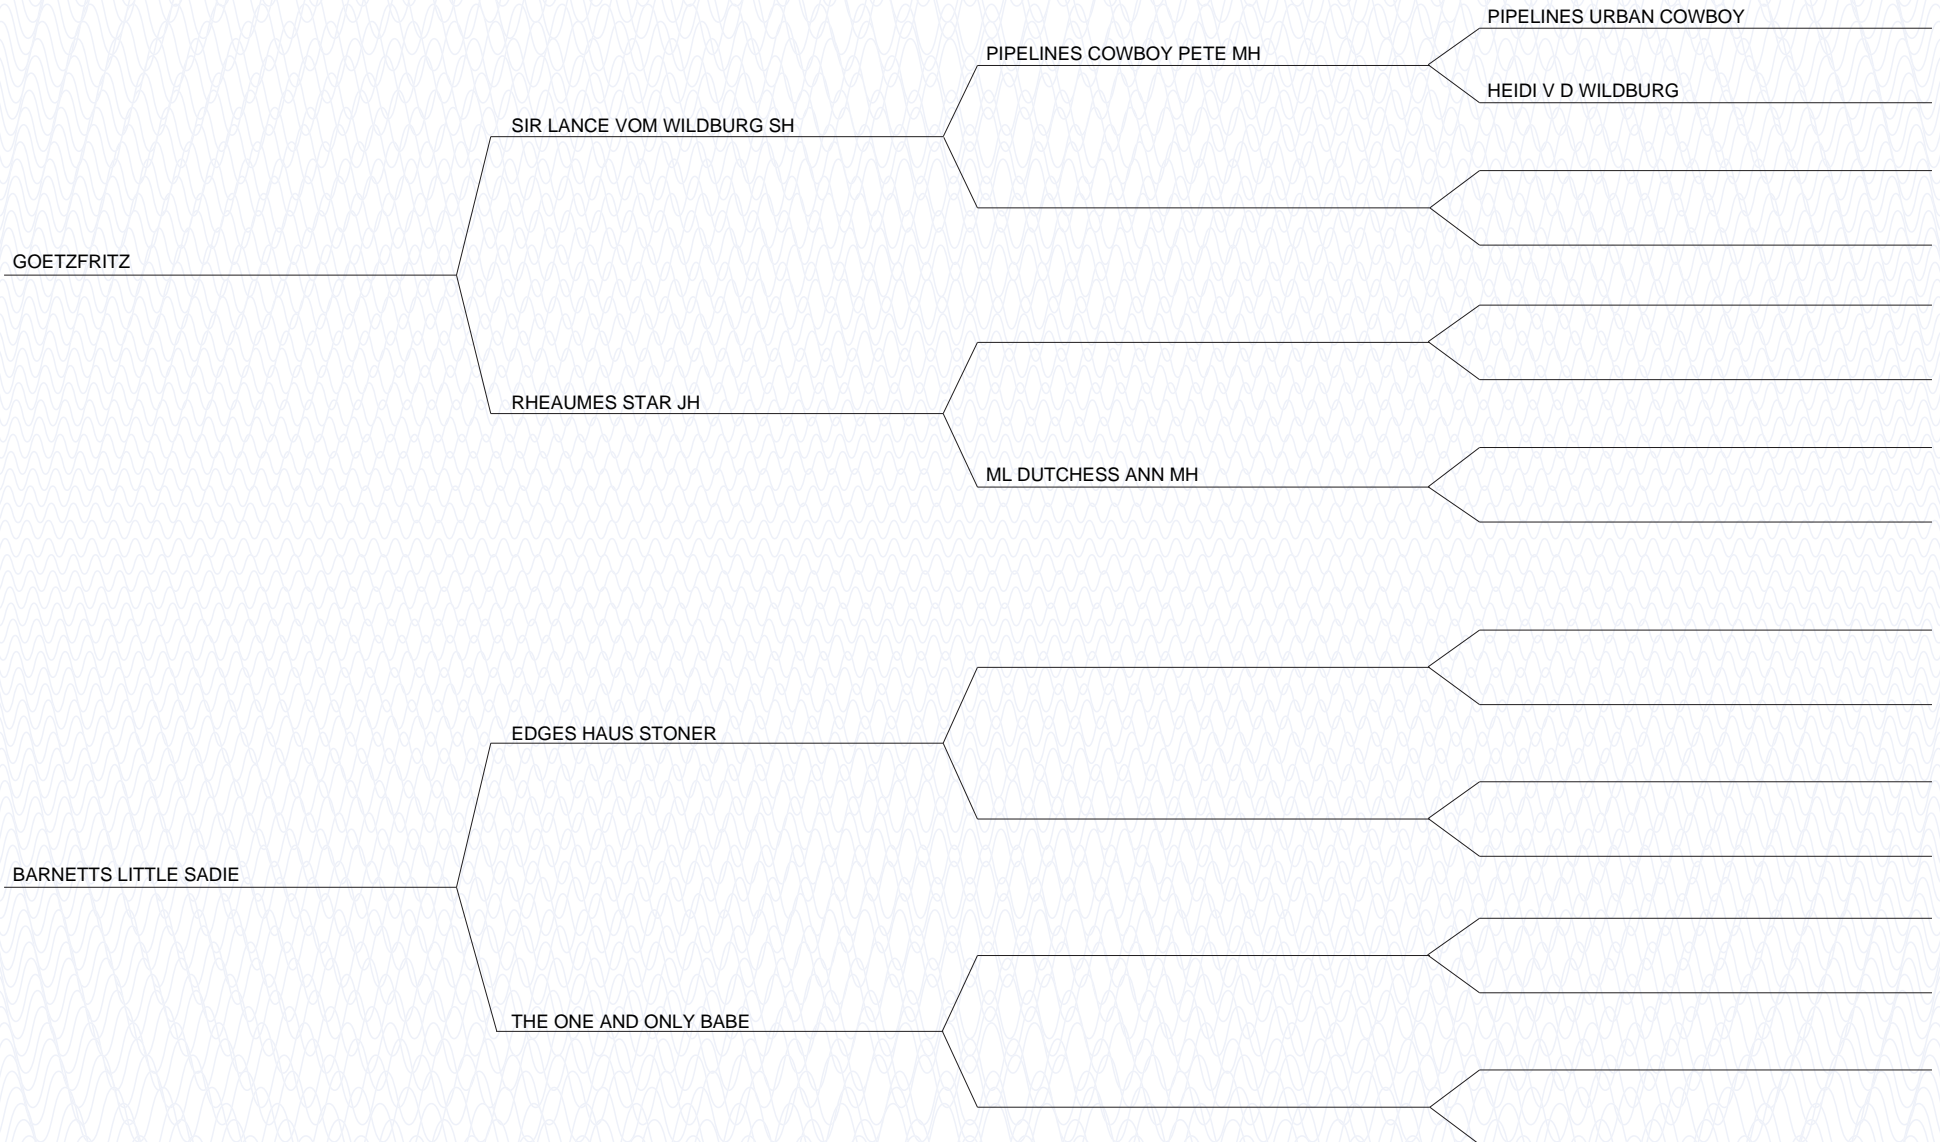 PIPELINES URBAN COWBOY
PIPELINES COWBOY PETE MH
HEIDI V D WILDBURG
SIR LANCE VOM WILDBURG SH
GOETZFRITZ
RHEAUMES STAR JH
ML DUTCHESS ANN MH
EDGES HAUS STONER
BARNETTS LITTLE SADIE
THE ONE AND ONLY BABE